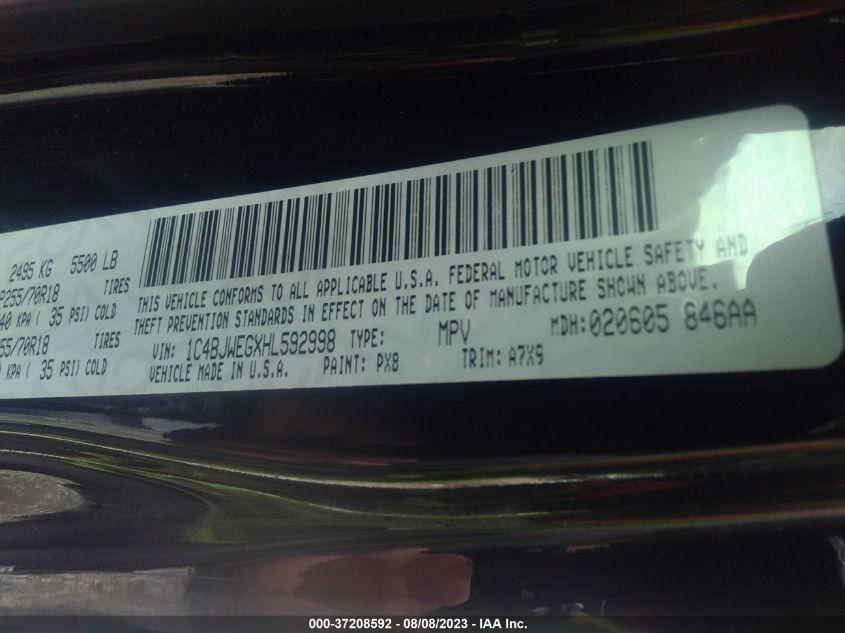 2495 KG 5500 LB
P255/70R18 TIRES
40 KPA ( 35 PSI) COLD
55/70R18 TIRES
KPA ( 35 PSI) COLD
THIS VEHICLE CONFORMS TO ALL APPLICABLE U.S.A. FEDERAL MOTOR VEHICLE SAFETY AND
THEFT PREVENTION STANDARDS IN EFFECT ON THE DATE OF MANUFACTURE SHOWN ABOVE.
VIN: 1C4BJWEGXHL592998 TYPE: MPV MDH: 020605 846AA
VEHICLE MADE IN U.S.A. PAINT: PX8 TRIM: A7X9
000-37208592 - 08/08/2023 - IAA Inc.